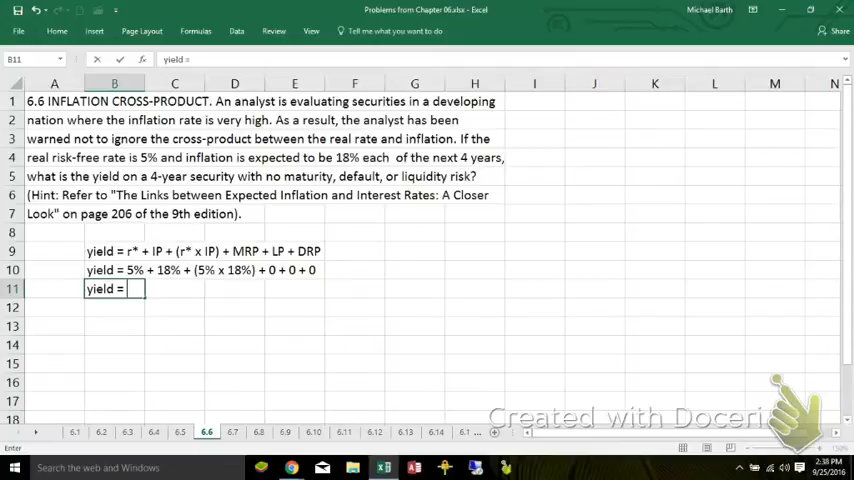 Problems from Chapter 06.xlsx - Excel
Michael Barth
File Home Insert Page Layout Formulas Data Review View Tell me what you want to do Share
B11 fx yield =
A B C D E F G H I J K L M N
1 6.6 INFLATION CROSS-PRODUCT. An analyst is evaluating securities in a developing
2 nation where the inflation rate is very high. As a result, the analyst has been
3 warned not to ignore the cross-product between the real rate and inflation. If the
4 real risk-free rate is 5% and inflation is expected to be 18% each of the next 4 years,
5 what is the yield on a 4-year security with no maturity, default, or liquidity risk?
6 (Hint: Refer to "The Links between Expected Inflation and Interest Rates: A Closer
7 Look" on page 206 of the 9th edition).
8
9 yield = r* + IP + (r* x IP) + MRP + LP + DRP
10 yield = 5% + 18% + (5% x 18%) + 0 + 0 + 0
11 yield =
12
13
14
15
16
17
18
Created with Doceri
... 6.1 6.2 6.3 6.4 6.5 6.6 6.7 6.8 6.9 6.10 6.11 6.12 6.13 6.14 6.1 ...
Enter 150%
Search the web and Windows
2:38 PM
9/25/2016